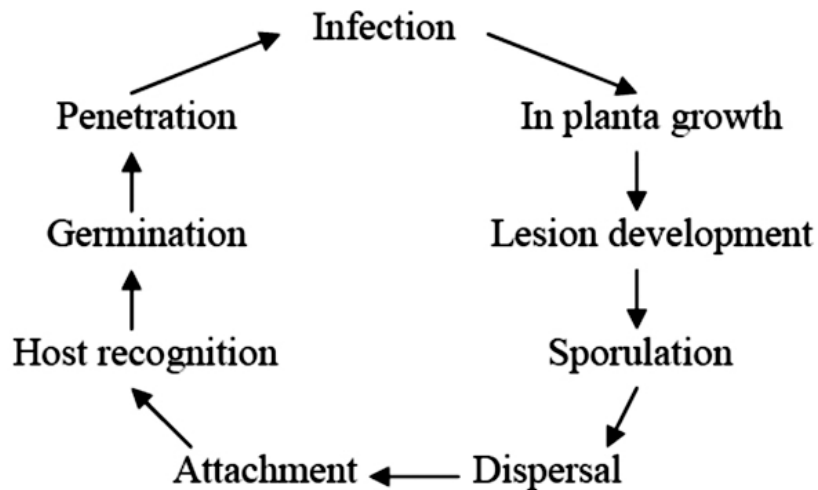 Infection
Penetration
In planta growth
Germination
Lesion development
Host recognition
Sporulation
Attachment
Dispersal